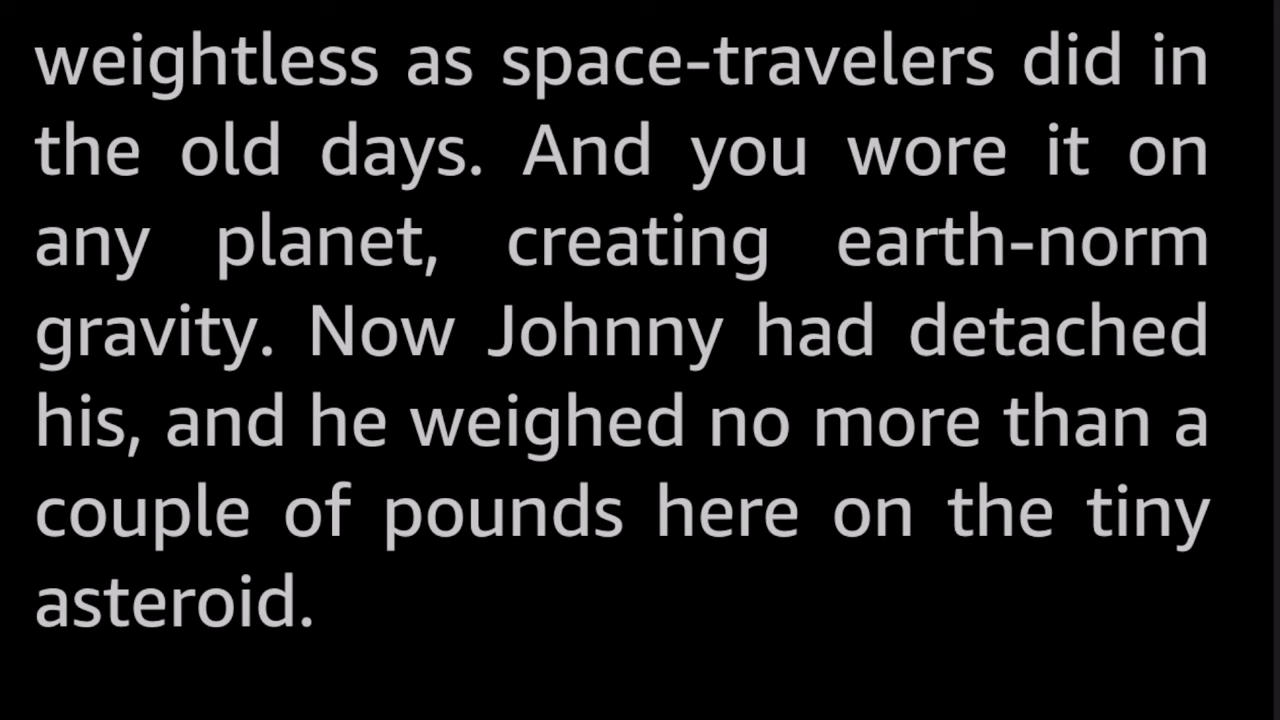 weightless as space-travelers did in
the old days. And you wore it on
any planet, creating earth-norm
gravity. Now Johnny had detached
his, and he weighed no more than a
couple of pounds here on the tiny
asteroid.